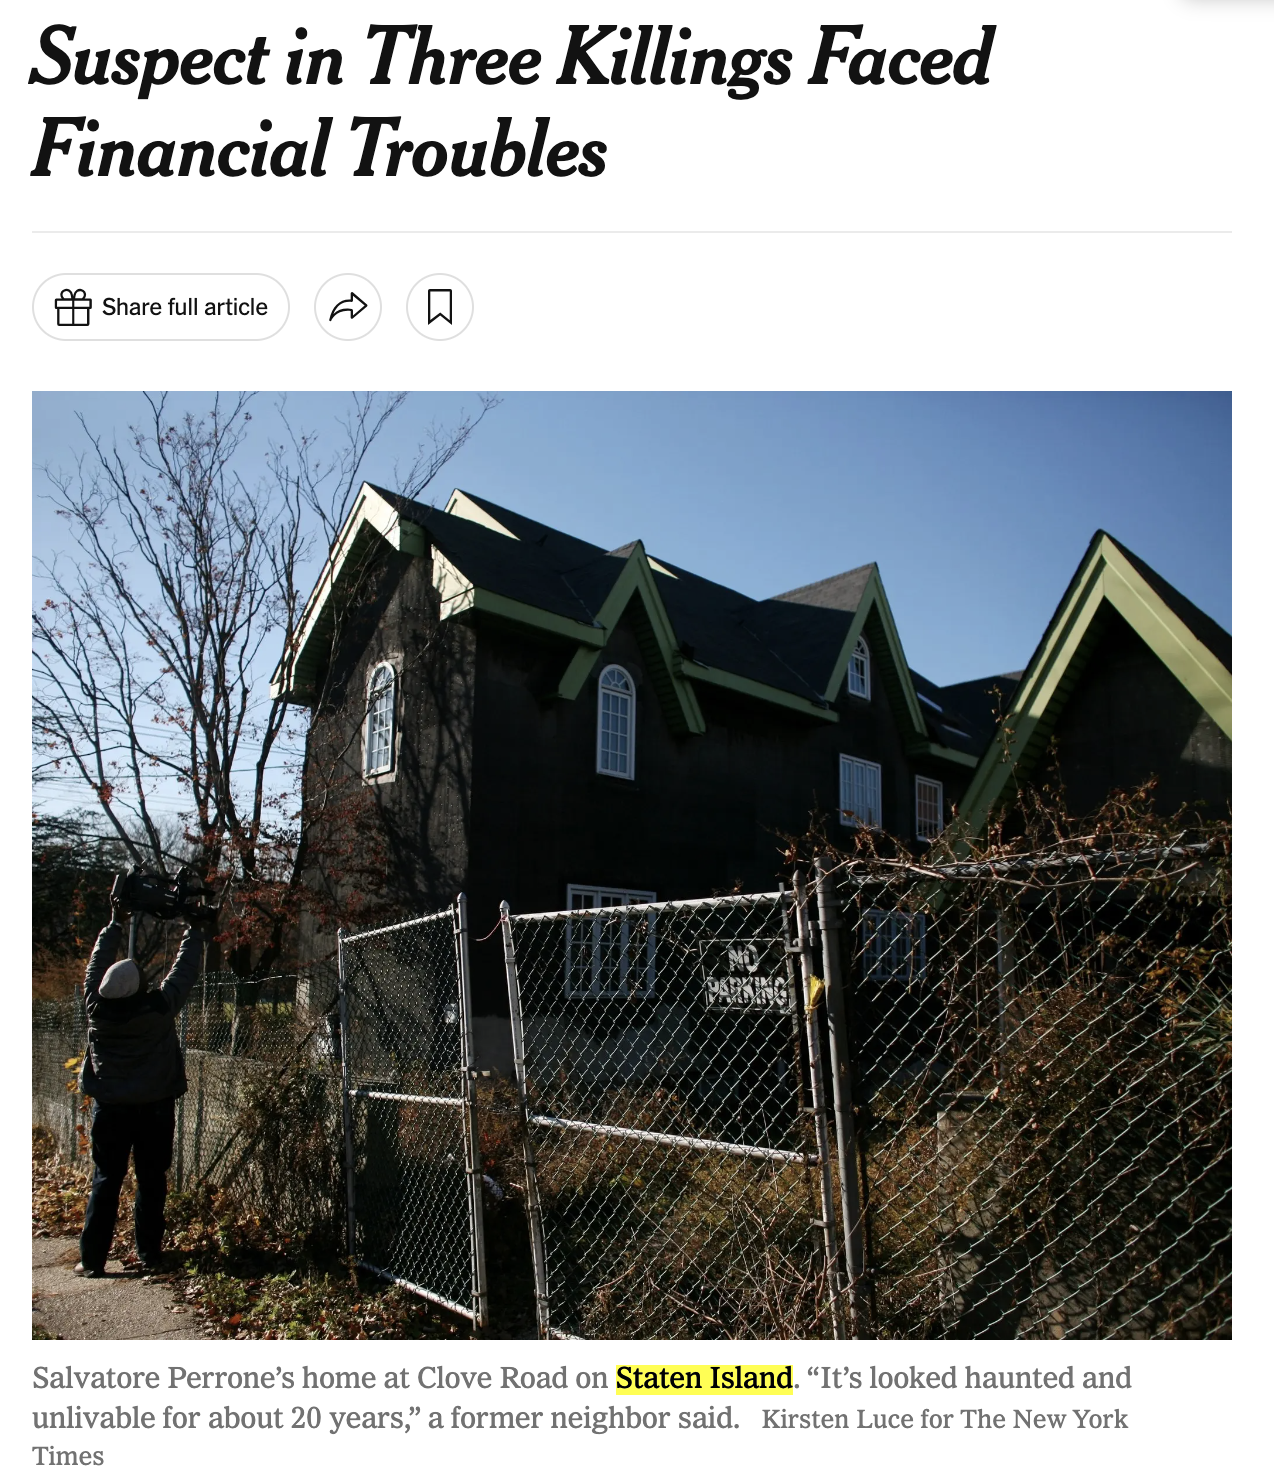 Suspect in Three Killings Faced
Financial Troubles
Share full article
NO
PARKING
Salvatore Perrone’s home at Clove Road on Staten Island. “It’s looked haunted and
unlivable for about 20 years,” a former neighbor said. Kirsten Luce for The New York
Times